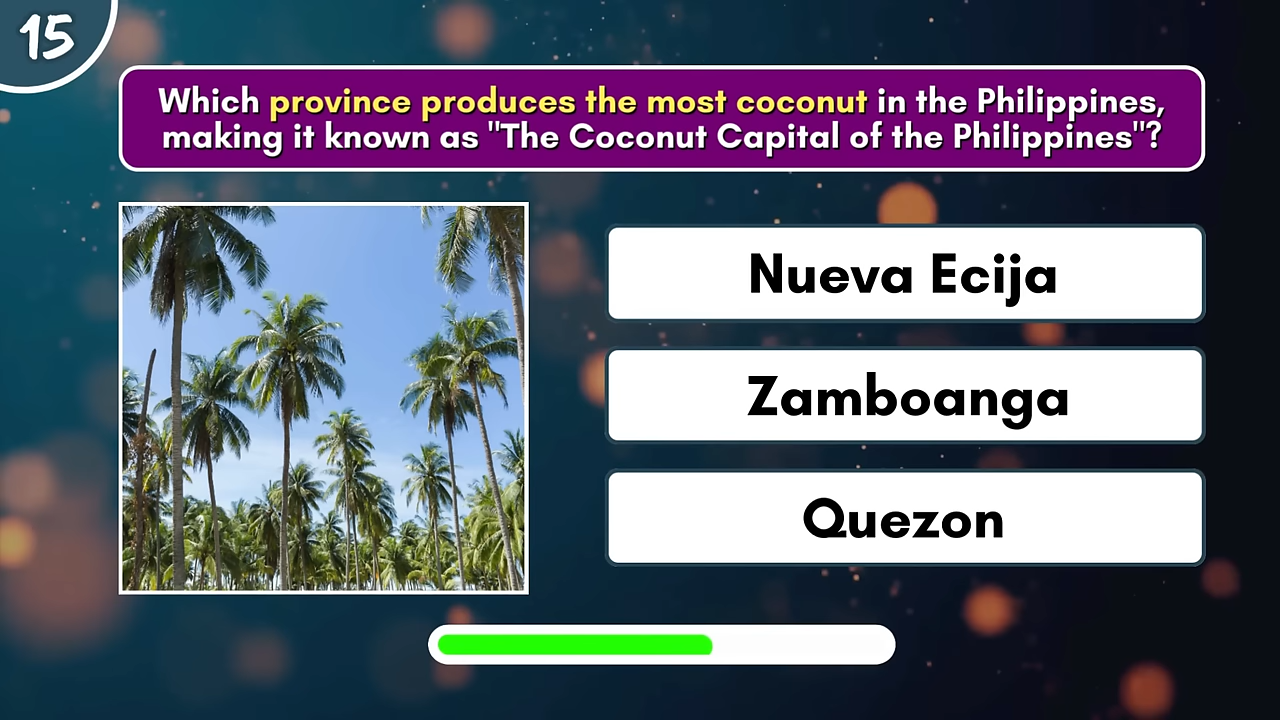 15
Which province produces the most coconut in the Philippines,
making it known as "The Coconut Capital of the Philippines"?
Nueva Ecija
Zamboanga
Quezon